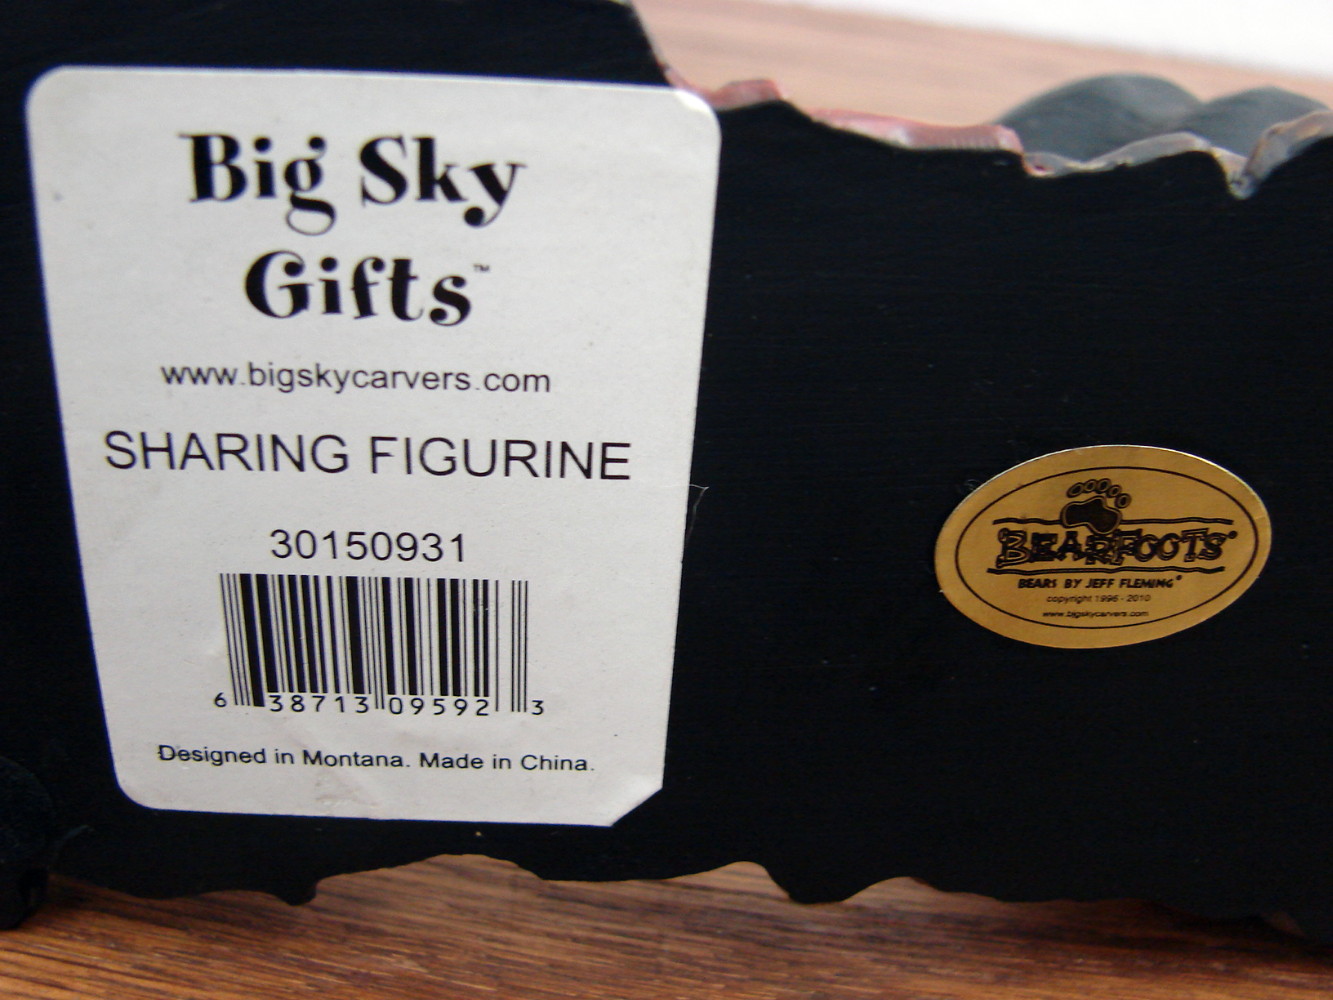 Big Sky
Gifts™
www.bigskycarvers.com
SHARING FIGURINE
30150931
6 38713 09592 3
Designed in Montana. Made in China.
BEARFOOTS®
BEARS BY JEFF FLEMING®
copyright 1996 - 2010
www.bigskycarvers.com